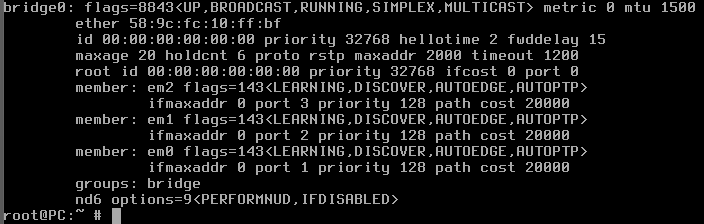 bridge0: flags=8843<UP,BROADCAST,RUNNING,SIMPLEX,MULTICAST> metric 0 mtu 1500
ether 58:9c:fc:10:ff:bf
id 00:00:00:00:00:00 priority 32768 hellotime 2 fwddelay 15
maxage 20 holdcnt 6 proto rstp maxaddr 2000 timeout 1200
root id 00:00:00:00:00:00 priority 32768 ifcost 0 port 0
member: em2 flags=143<LEARNING,DISCOVER,AUTOEDGE,AUTOPTP>
ifmaxaddr 0 port 3 priority 128 path cost 20000
member: em1 flags=143<LEARNING,DISCOVER,AUTOEDGE,AUTOPTP>
ifmaxaddr 0 port 2 priority 128 path cost 20000
member: em0 flags=143<LEARNING,DISCOVER,AUTOEDGE,AUTOPTP>
ifmaxaddr 0 port 1 priority 128 path cost 20000
groups: bridge
nd6 options=9<PERFORMNUD,IFDISABLED>
root@PC:~ #